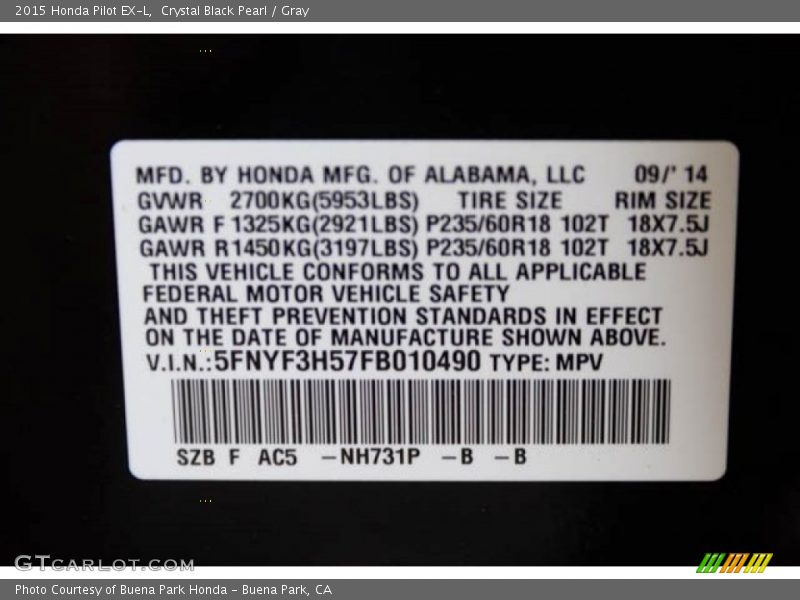 2015 Honda Pilot EX-L, Crystal Black Pearl / Gray
MFD. BY HONDA MFG. OF ALABAMA, LLC 09/' 14
GVWR 2700KG(5953LBS) TIRE SIZE RIM SIZE
GAWR F 1325KG(2921LBS) P235/60R18 102T 18X7.5J
GAWR R1450KG(3197LBS) P235/60R18 102T 18X7.5J
THIS VEHICLE CONFORMS TO ALL APPLICABLE
FEDERAL MOTOR VEHICLE SAFETY
AND THEFT PREVENTION STANDARDS IN EFFECT
ON THE DATE OF MANUFACTURE SHOWN ABOVE.
V.I.N.:5FNYF3H57FB010490 TYPE: MPV
SZB F AC5 –NH731P –B –B
GTCARLOT.COM
Photo Courtesy of Buena Park Honda - Buena Park, CA